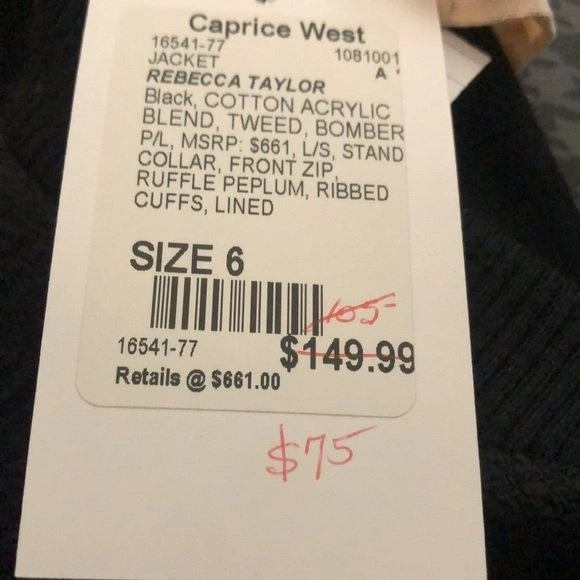 Caprice West
16541-77 1081001
JACKET A
REBECCA TAYLOR
Black, COTTON ACRYLIC
BLEND, TWEED, BOMBER
P/L, MSRP: $661, L/S, STAND
COLLAR, FRONT ZIP,
RUFFLE PEPLUM, RIBBED
CUFFS, LINED
SIZE 6
105-
16541-77 $149.99
Retails @ $661.00
$75